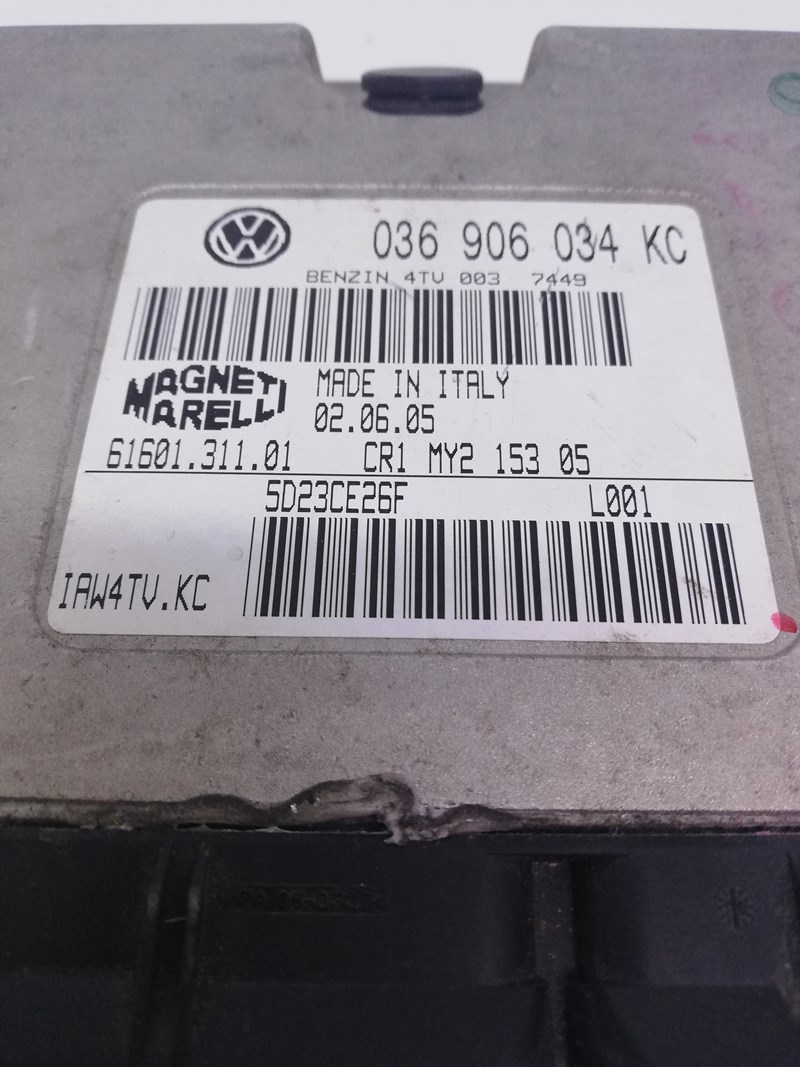 036 906 034 KC
BENZIN 4TV 003 7449
MAGNETI MARELLI
MADE IN ITALY
02.06.05
61601.311.01 CR1 MY2 153 05
5D23CE26F L001
IAW4TV.KC